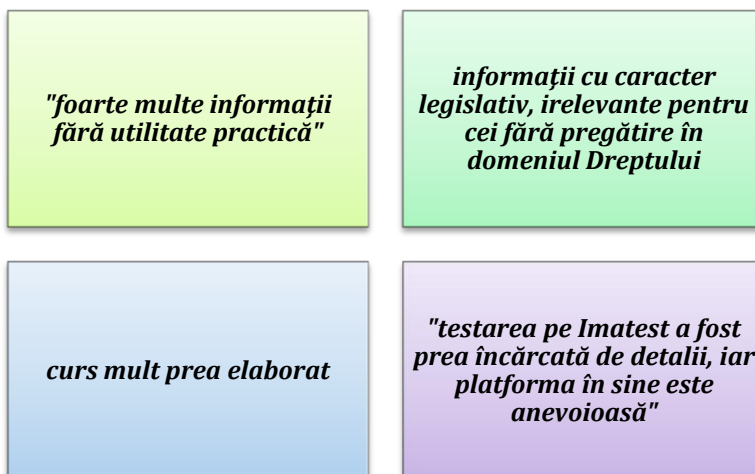 "foarte multe informații
fără utilitate practică"
informații cu caracter
legislativ, irelevante pentru
cei fără pregătire în
domeniul Dreptului
curs mult prea elaborat
"testarea pe Imatest a fost
prea încărcată de detalii, iar
platforma în sine este
anevoioasă"